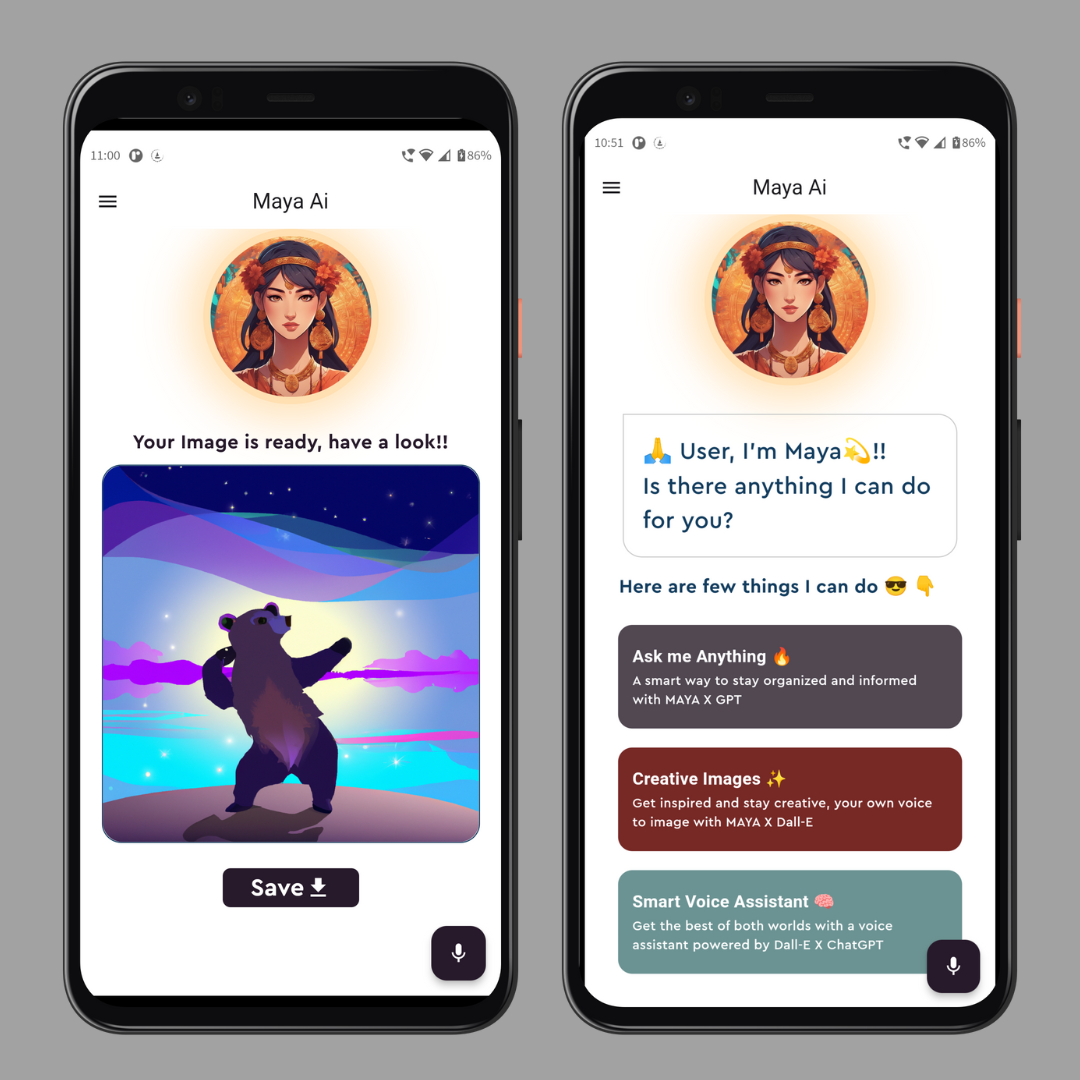 11:00
86%
Maya Ai
Your Image is ready, have a look!!
Save
10:51
86%
Maya Ai
🙏 User, I'm Maya💫!!
Is there anything I can do
for you?
Here are few things I can do 😎 👇
Ask me Anything 🔥
A smart way to stay organized and informed
with MAYA X GPT
Creative Images ✨
Get inspired and stay creative, your own voice
to image with MAYA X Dall-E
Smart Voice Assistant 🧠
Get the best of both worlds with a voice
assistant powered by Dall-E X ChatGPT